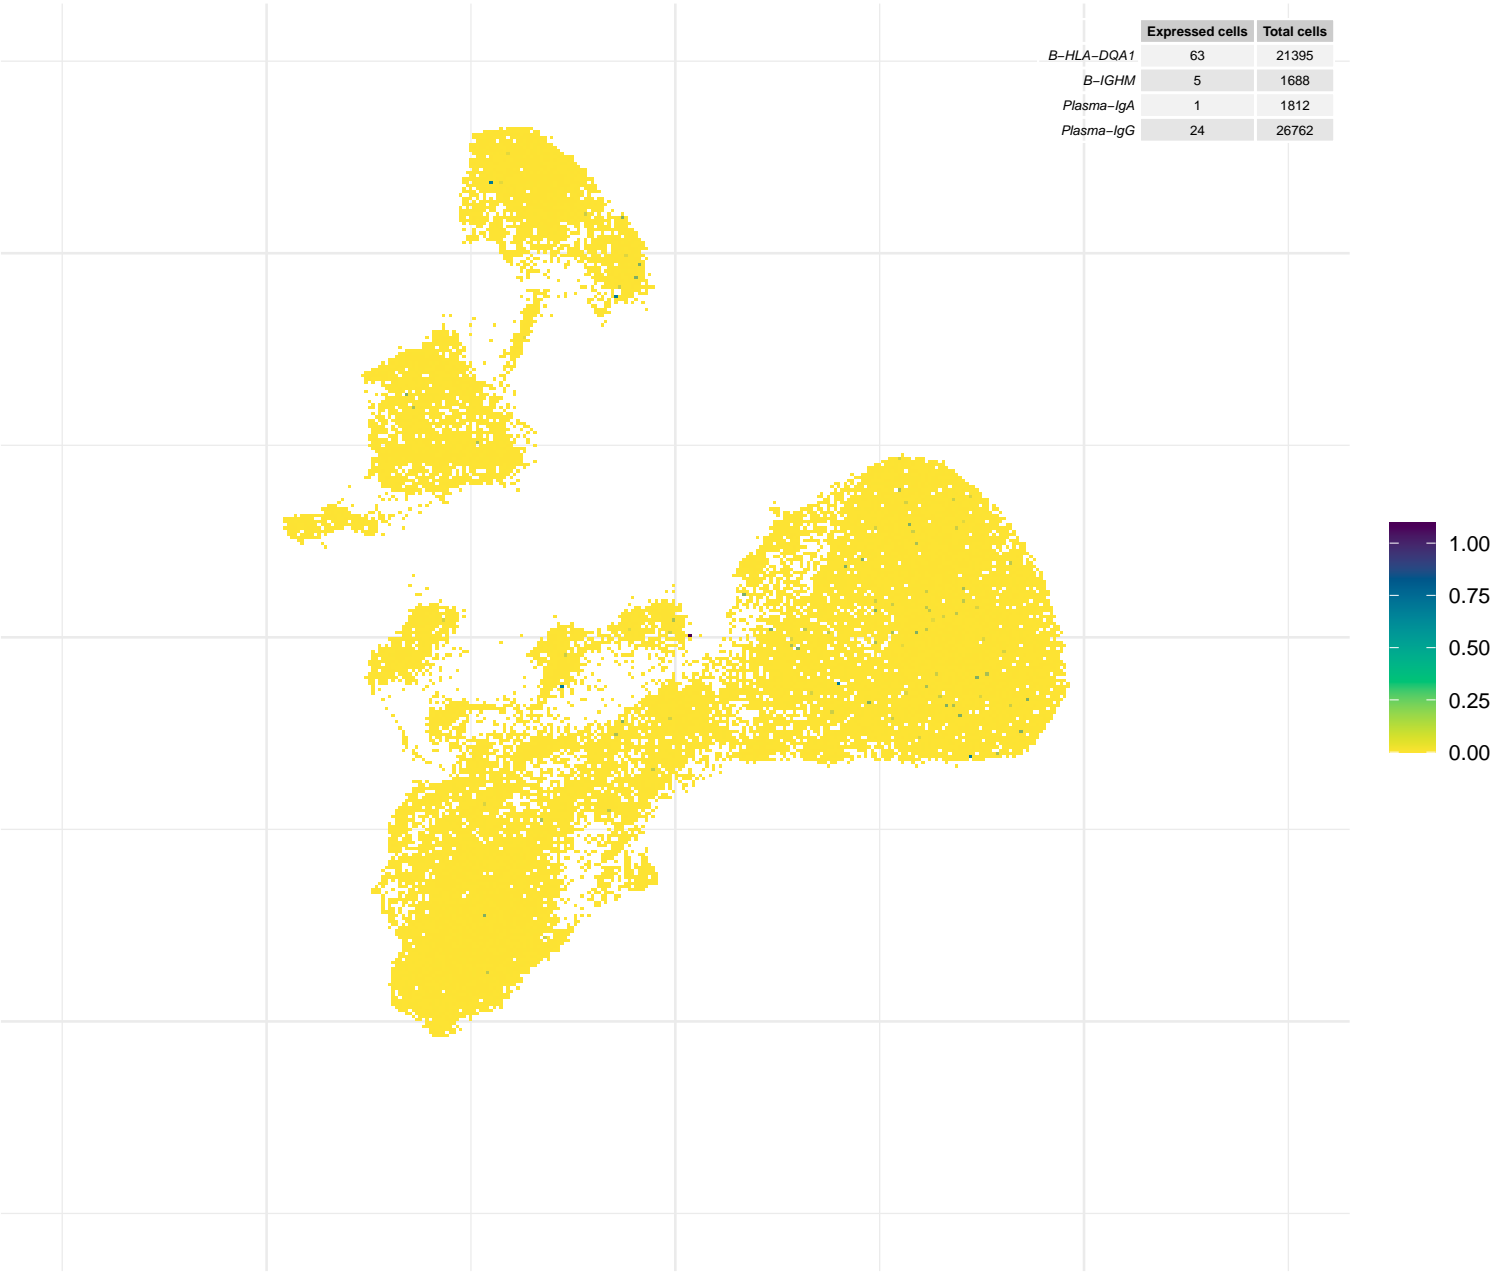 Expressed cells Total cells
B−HLA−DQA1 63 21395
B−IGHM 5 1688
Plasma−IgA 1 1812
Plasma−IgG 24 26762
1.00
0.75
0.50
0.25
0.00